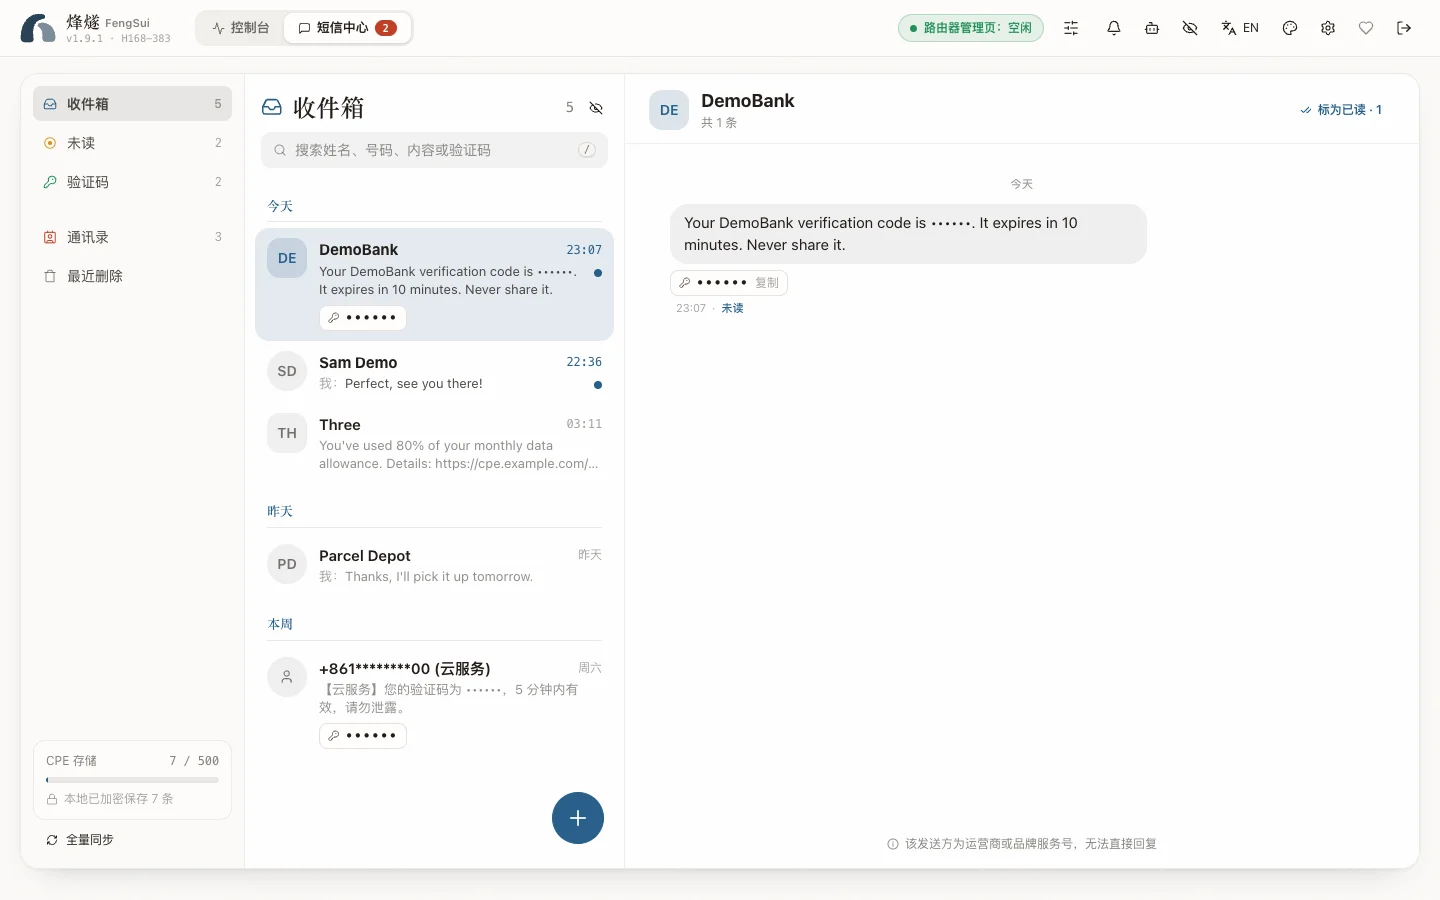 烽燧 FengSui
v1.9.1 · H168-383
控制台
短信中心 2
路由器管理页：空闲
EN
收件箱 5
未读 2
验证码 2
通讯录 3
最近删除
CPE 存储 7 / 500
本地已加密保存 7 条
全量同步
收件箱 5
搜索姓名、号码、内容或验证码 /
今天
DE
DemoBank 23:07
Your DemoBank verification code is ••••••.
It expires in 10 minutes. Never share it.
••••••
SD
Sam Demo 22:36
我：Perfect, see you there!
TH
Three 03:11
You've used 80% of your monthly data
allowance. Details: https://cpe.example.com/...
昨天
PD
Parcel Depot 昨天
我：Thanks, I'll pick it up tomorrow.
本周
+861********00 (云服务) 周六
【云服务】您的验证码为 ••••••，5 分钟内有
效，请勿泄露。
••••••
DE
DemoBank
共 1 条
标为已读 · 1
今天
Your DemoBank verification code is ••••••. It expires in 10
minutes. Never share it.
•••••• 复制
23:07 · 未读
该发送方为运营商或品牌服务号，无法直接回复